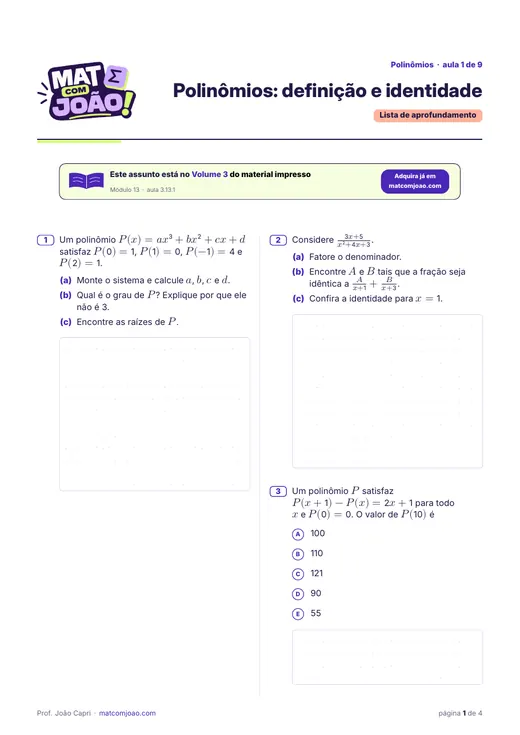 MAT
COM
JOÃO!
Σ
Polinômios · aula 1 de 9
Polinômios: definição e identidade
Lista de aprofundamento
Este assunto está no Volume 3 do material impresso
Módulo 13 · aula 3.13.1
Adquira já em
matcomjoao.com
1 Um polinômio P(x) = ax³ + bx² + cx + d
satisfaz P(0) = 1, P(1) = 0, P(−1) = 4 e
P(2) = 1.
(a) Monte o sistema e calcule a, b, c e d.
(b) Qual é o grau de P? Explique por que ele
não é 3.
(c) Encontre as raízes de P.
2 Considere (3x+5)/(x²+4x+3).
(a) Fatore o denominador.
(b) Encontre A e B tais que a fração seja
idêntica a A/(x+1) + B/(x+3).
(c) Confira a identidade para x = 1.
3 Um polinômio P satisfaz
P(x + 1) − P(x) = 2x + 1 para todo
x e P(0) = 0. O valor de P(10) é
A 100
B 110
C 121
D 90
E 55
Prof. João Capri · matcomjoao.com
página 1 de 4